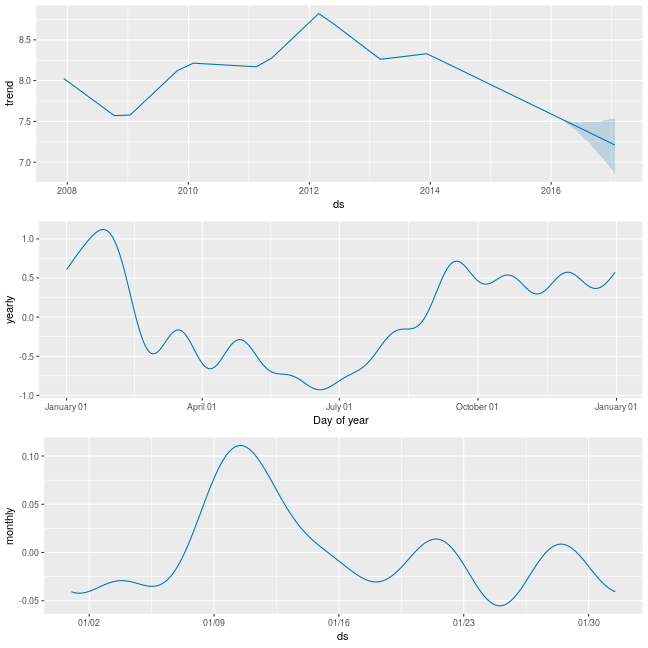 8.5
8.0
7.5
7.0
trend
2008 2010 2012 2014 2016
ds
1.0
0.5
0.0
-0.5
-1.0
yearly
January 01 April 01 July 01 October 01 January 01
Day of year
0.10
0.05
0.00
-0.05
monthly
01/02 01/09 01/16 01/23 01/30
ds